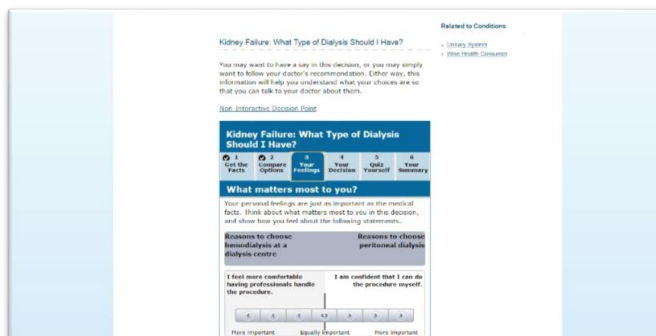 Related to Conditions
Urinary System
Wise Health Consumer
Kidney Failure: What Type of Dialysis Should I Have?
You may want to have a say in this decision, or you may simply
want to follow your doctor's recommendation. Either way, this
information will help you understand what your choices are so
that you can talk to your doctor about them.
Non-Interactive Decision Point
Kidney Failure: What Type of Dialysis
Should I Have?
1 2 3 4 5 6
Get the Facts Compare Options Your Feelings Your Decision Quiz Yourself Your Summary
What matters most to you?
Your personal feelings are just as important as the medical
facts. Think about what matters most to you in this decision,
and show how you feel about the following statements.
Reasons to choose
hemodialysis at a
dialysis centre
Reasons to choose
peritoneal dialysis
I feel more comfortable
having professionals handle
the procedure.
I am confident that I can do
the procedure myself.
More important Equally important More important